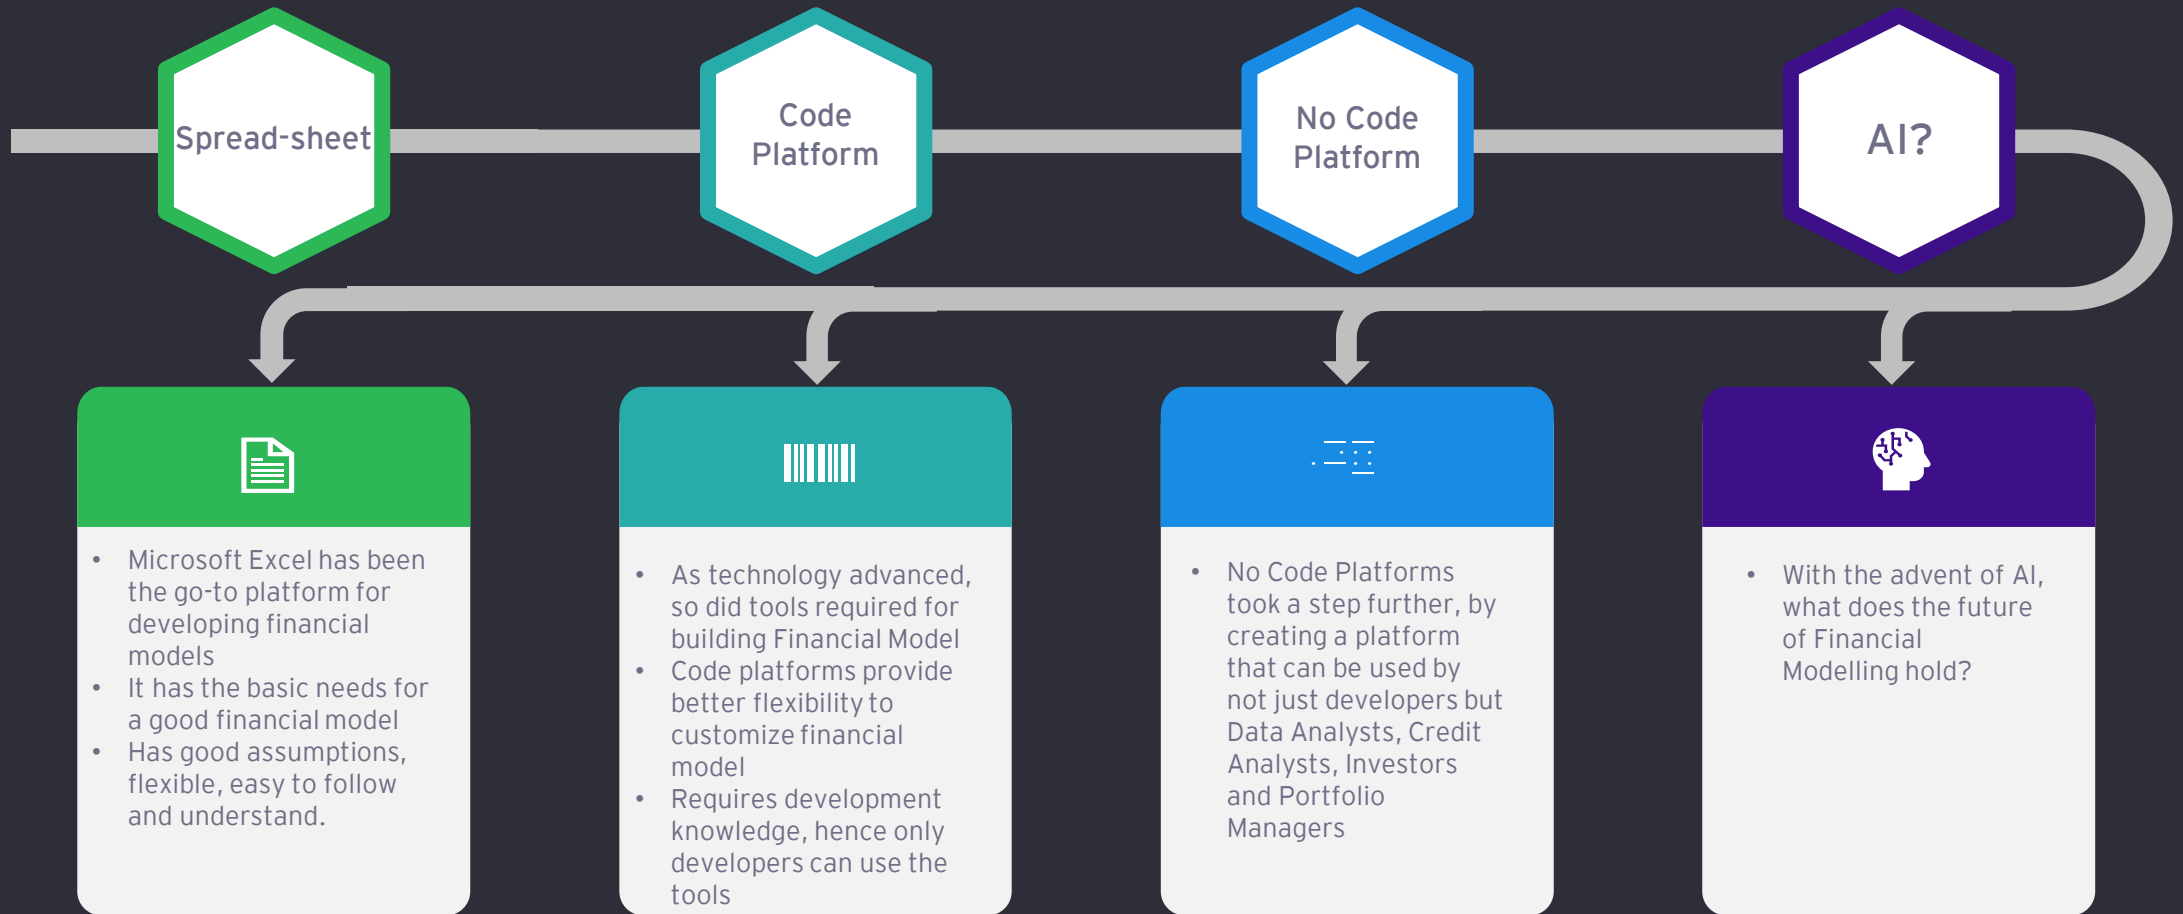 Spread-sheet
Code
Platform
No Code
Platform
AI?
• Microsoft Excel has been
the go-to platform for
developing financial
models
• It has the basic needs for
a good financial model
• Has good assumptions,
flexible, easy to follow
and understand.
• As technology advanced,
so did tools required for
building Financial Model
• Code platforms provide
better flexibility to
customize financial
model
• Requires development
knowledge, hence only
developers can use the
tools
• No Code Platforms
took a step further, by
creating a platform
that can be used by
not just developers but
Data Analysts, Credit
Analysts, Investors
and Portfolio
Managers
• With the advent of AI,
what does the future
of Financial
Modelling hold?